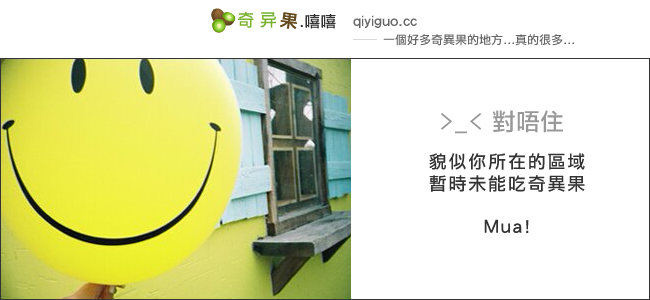 奇异果.嘻嘻 qiyiguo.cc
一個好多奇異果的地方...真的很多...
>_< 對唔住
貌似你所在的區域
暫時未能吃奇異果
Mua!